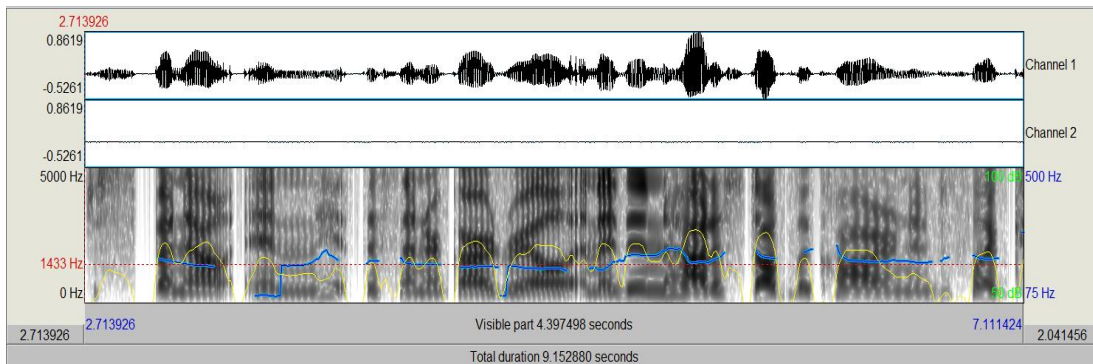 2.713926
0.8619
Channel 1
-0.5261
0.8619
Channel 2
-0.5261
5000 Hz 100 dB 500 Hz
1433 Hz
0 Hz 50 dB 75 Hz
2.713926 2.713926 Visible part 4.397498 seconds 7.111424 2.041456
Total duration 9.152880 seconds